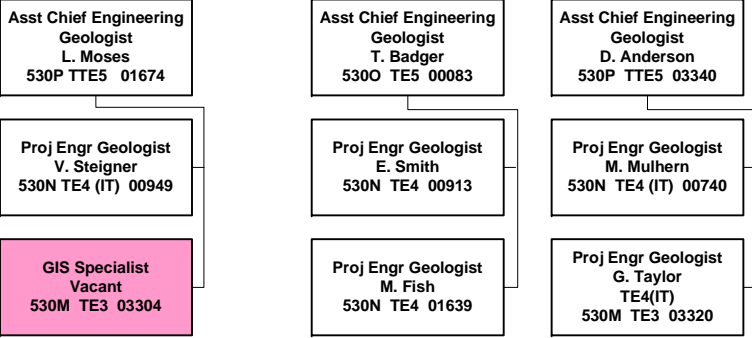 Asst Chief Engineering
Geologist
L. Moses
530P TTE5 01674
Proj Engr Geologist
V. Steigner
530N TE4 (IT) 00949
GIS Specialist
Vacant
530M TE3 03304
Asst Chief Engineering
Geologist
T. Badger
530O TE5 00083
Proj Engr Geologist
E. Smith
530N TE4 00913
Proj Engr Geologist
M. Fish
530N TE4 01639
Asst Chief Engineering
Geologist
D. Anderson
530P TTE5 03340
Proj Engr Geologist
M. Mulhern
530N TE4 (IT) 00740
Proj Engr Geologist
G. Taylor
TE4(IT)
530M TE3 03320